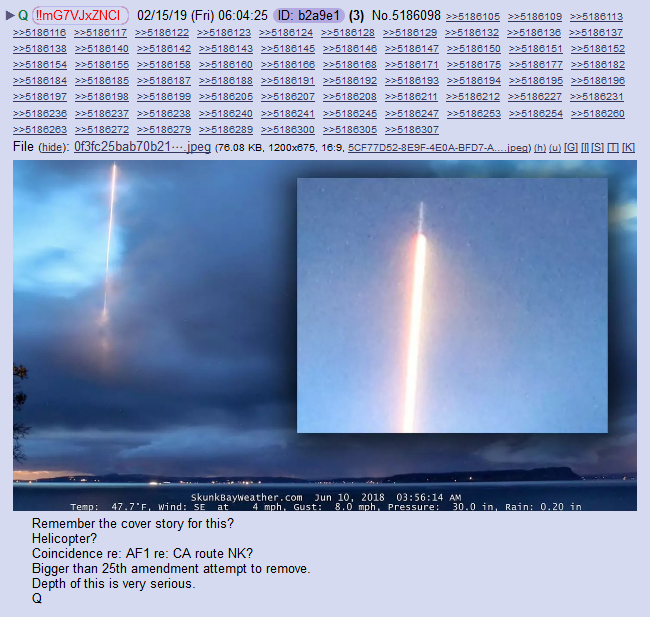 ▶ Q !!mG7VJxZNCI 02/15/19 (Fri) 06:04:25 ID: b2a9e1 (3) No.5186098 >>5186105 >>5186109 >>5186113
>>5186116 >>5186117 >>5186122 >>5186123 >>5186124 >>5186128 >>5186129 >>5186132 >>5186136 >>5186137
>>5186138 >>5186140 >>5186142 >>5186143 >>5186145 >>5186146 >>5186147 >>5186150 >>5186151 >>5186152
>>5186154 >>5186155 >>5186158 >>5186160 >>5186166 >>5186168 >>5186171 >>5186175 >>5186177 >>5186182
>>5186184 >>5186185 >>5186187 >>5186188 >>5186191 >>5186192 >>5186193 >>5186194 >>5186195 >>5186196
>>5186197 >>5186198 >>5186199 >>5186205 >>5186207 >>5186208 >>5186211 >>5186212 >>5186227 >>5186231
>>5186236 >>5186237 >>5186238 >>5186240 >>5186241 >>5186245 >>5186247 >>5186253 >>5186254 >>5186260
>>5186263 >>5186272 >>5186279 >>5186289 >>5186300 >>5186305 >>5186307
File (hide): 0f3fc25bab70b21⋯.jpeg (76.08 KB, 1200x675, 16:9, 5CF77D52-8E9F-4E0A-BFD7-A….jpeg) (h) (u) [G] [I] [S] [T] [K]
SkunkBayWeather.com Jun 10, 2018 03:56:14 AM
Temp: 47.7°F, Wind: SE at 4 mph, Gust: 8.0 mph, Pressure: 30.0 in, Rain: 0.20 in
Remember the cover story for this?
Helicopter?
Coincidence re: AF1 re: CA route NK?
Bigger than 25th amendment attempt to remove.
Depth of this is very serious.
Q